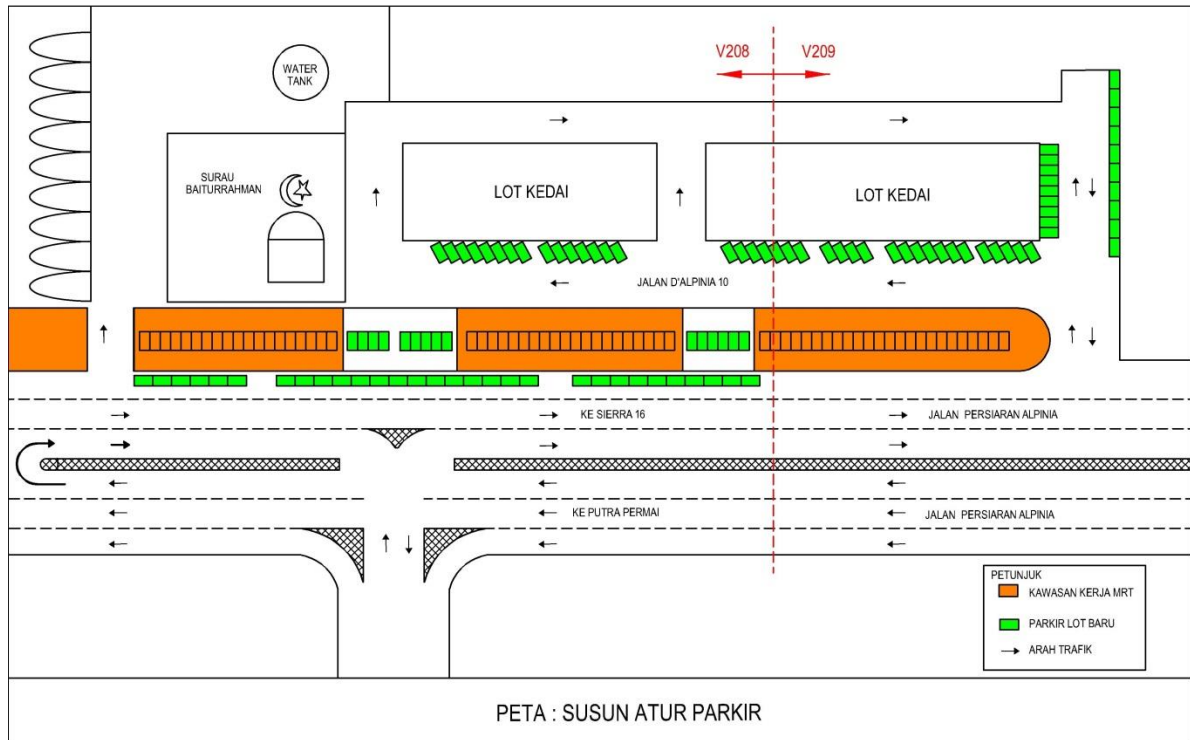 V208 V209
WATER
TANK
SURAU
BAITURRAHMAN
LOT KEDAI
LOT KEDAI
JALAN D'ALPINIA 10
KE SIERRA 16
JALAN PERSIARAN ALPINIA
KE PUTRA PERMAI
JALAN PERSIARAN ALPINIA
PETUNJUK
KAWASAN KERJA MRT
PARKIR LOT BARU
ARAH TRAFIK
PETA : SUSUN ATUR PARKIR